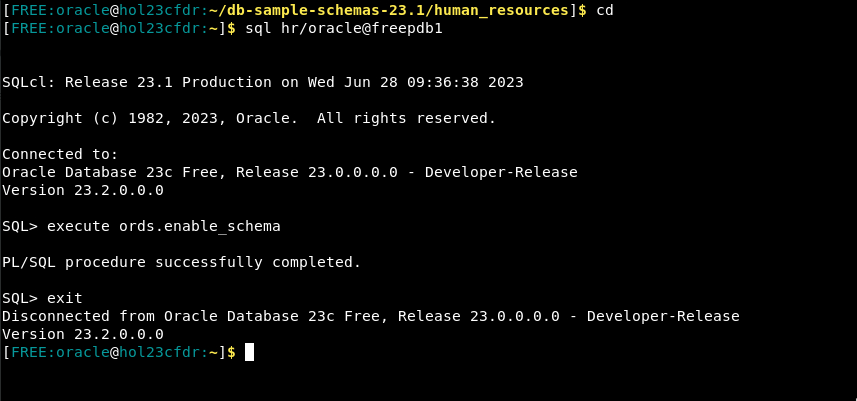 [FREE:oracle@hol23cfdr:~/db-sample-schemas-23.1/human_resources]$ cd
[FREE:oracle@hol23cfdr:~]$ sql hr/oracle@freepdb1
SQLcl: Release 23.1 Production on Wed Jun 28 09:36:38 2023
Copyright (c) 1982, 2023, Oracle.  All rights reserved.
Connected to:
Oracle Database 23c Free, Release 23.0.0.0.0 - Developer-Release
Version 23.2.0.0.0
SQL> execute ords.enable_schema
PL/SQL procedure successfully completed.
SQL> exit
Disconnected from Oracle Database 23c Free, Release 23.0.0.0.0 - Developer-Release
Version 23.2.0.0.0
[FREE:oracle@hol23cfdr:~]$